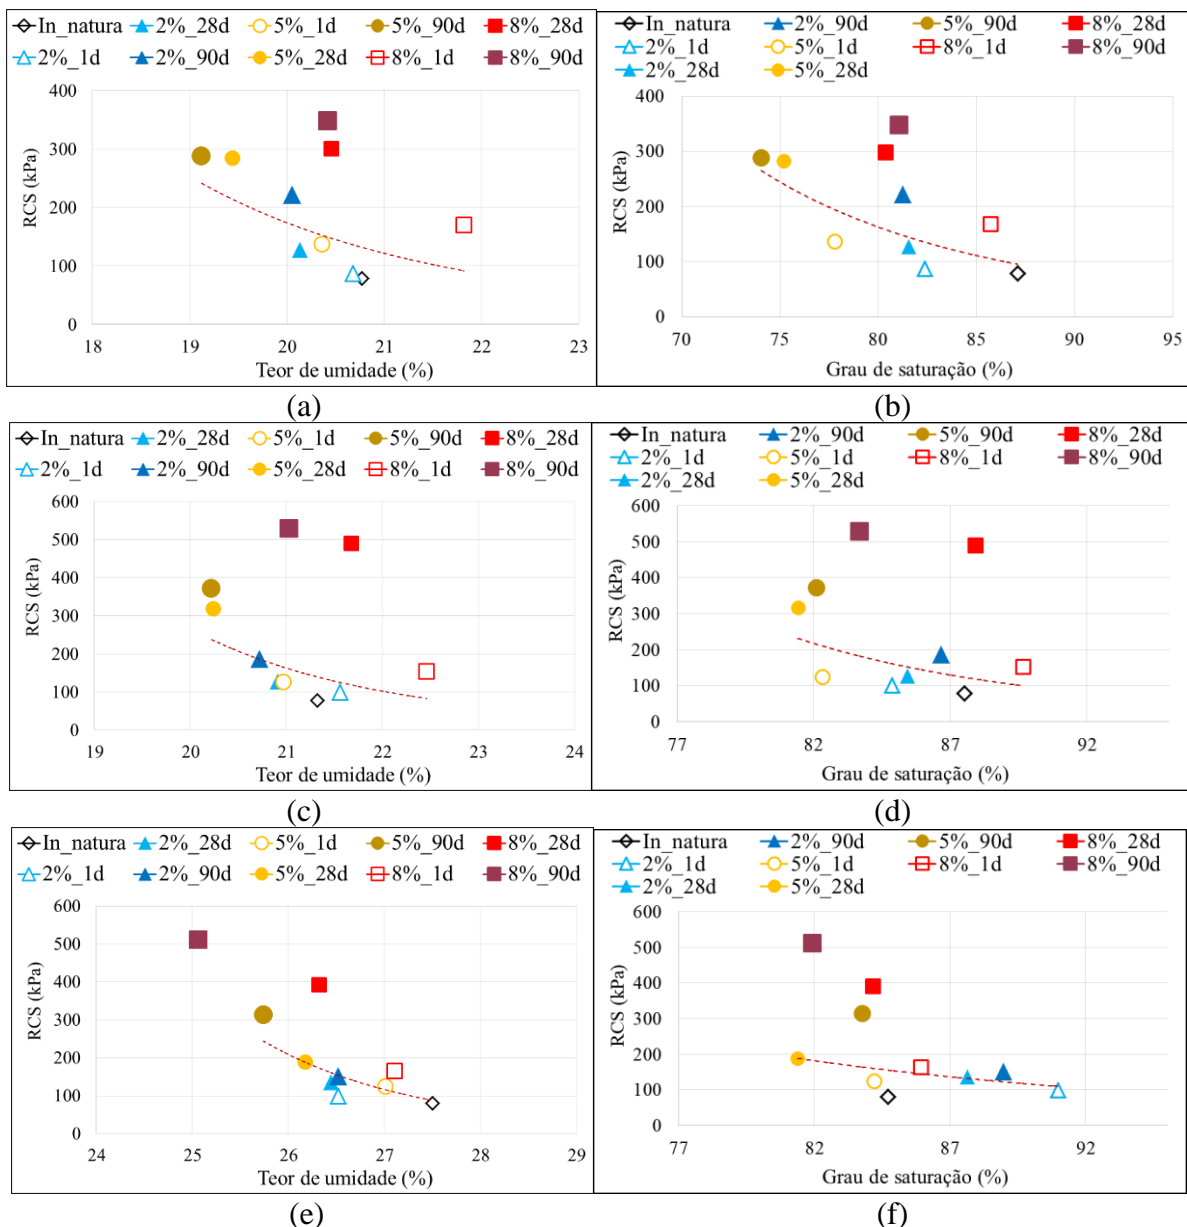 In_natura 2%_28d 5%_1d 5%_90d 8%_28d
2%_1d 2%_90d 5%_28d 8%_1d 8%_90d
400
300
200
100
0
RCS (kPa)
18 19 20 21 22 23
Teor de umidade (%)
(a)
In_natura 2%_90d 5%_90d 8%_28d
2%_1d 5%_1d 8%_1d 8%_90d
2%_28d 5%_28d
400
300
200
100
0
RCS (kPa)
70 75 80 85 90 95
Grau de saturação (%)
(b)
In_natura 2%_28d 5%_1d 5%_90d 8%_28d
2%_1d 2%_90d 5%_28d 8%_1d 8%_90d
600
500
400
300
200
100
0
RCS (kPa)
19 20 21 22 23 24
Teor de umidade (%)
(c)
In_natura 2%_90d 5%_90d 8%_28d
2%_1d 5%_1d 8%_1d 8%_90d
2%_28d 5%_28d
600
500
400
300
200
100
0
RCS (kPa)
77 82 87 92
Grau de saturação (%)
(d)
In_natura 2%_28d 5%_1d 5%_90d 8%_28d
2%_1d 2%_90d 5%_28d 8%_1d 8%_90d
600
500
400
300
200
100
0
RCS (kPa)
24 25 26 27 28 29
Teor de umidade (%)
(e)
In_natura 2%_90d 5%_90d 8%_28d
2%_1d 5%_1d 8%_1d 8%_90d
2%_28d 5%_28d
600
500
400
300
200
100
0
RCS (kPa)
77 82 87 92
Grau de saturação (%)
(f)